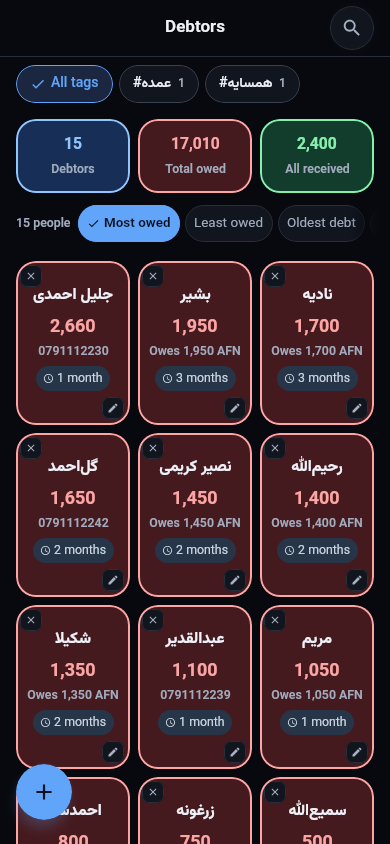 Debtors
All tags
#عمده 1
#همسایه 1
15
Debtors
17,010
Total owed
2,400
All received
15 people
Most owed
Least owed
Oldest debt
جلیل احمدی
2,660
0791112230
1 month
بشیر
1,950
Owes 1,950 AFN
3 months
نادیه
1,700
Owes 1,700 AFN
3 months
گل‌احمد
1,650
0791112242
2 months
نصیر کریمی
1,450
Owes 1,450 AFN
2 months
رحیم‌الله
1,400
Owes 1,400 AFN
2 months
شکیلا
1,350
Owes 1,350 AFN
2 months
عبدالقدیر
1,100
0791112239
1 month
مریم
1,050
Owes 1,050 AFN
1 month
800
زرغونه
750
سمیع‌الله
500